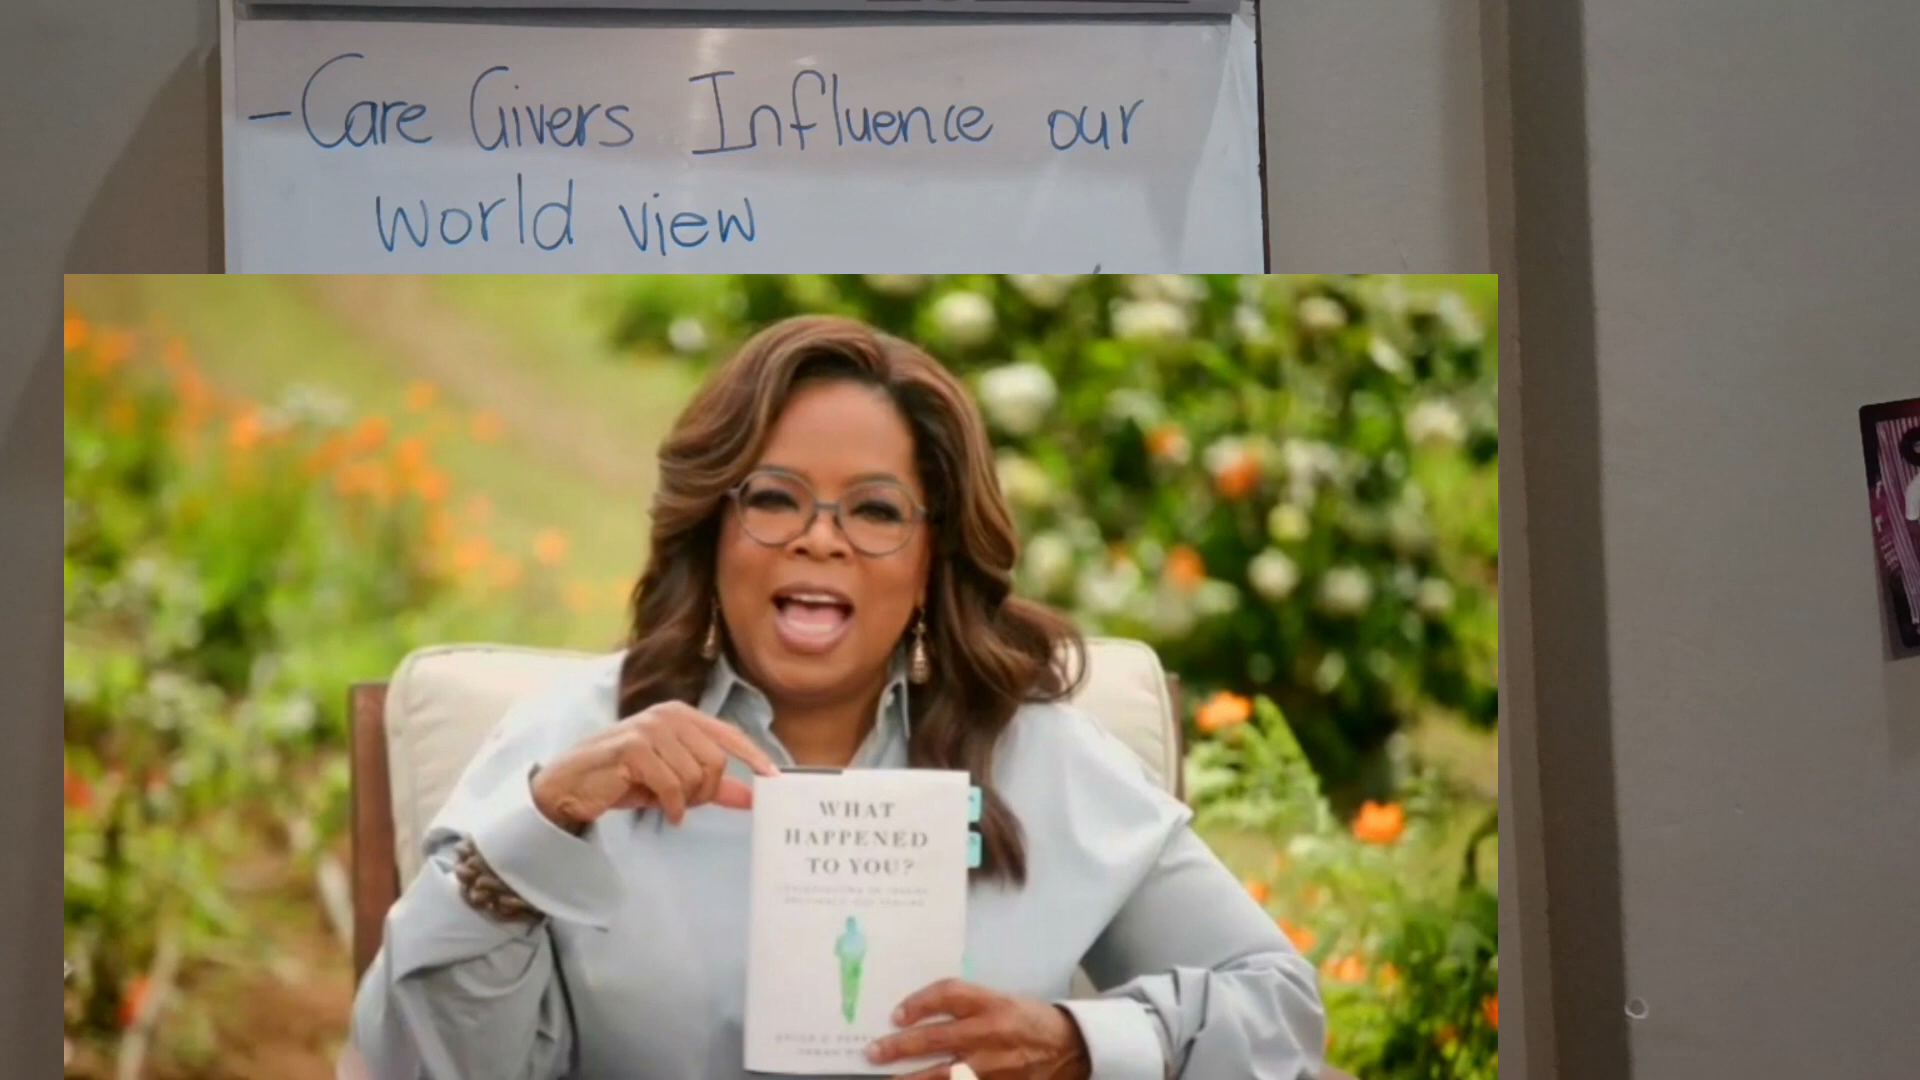 - Care Givers Influence our
world view
WHAT
HAPPENED
TO YOU?